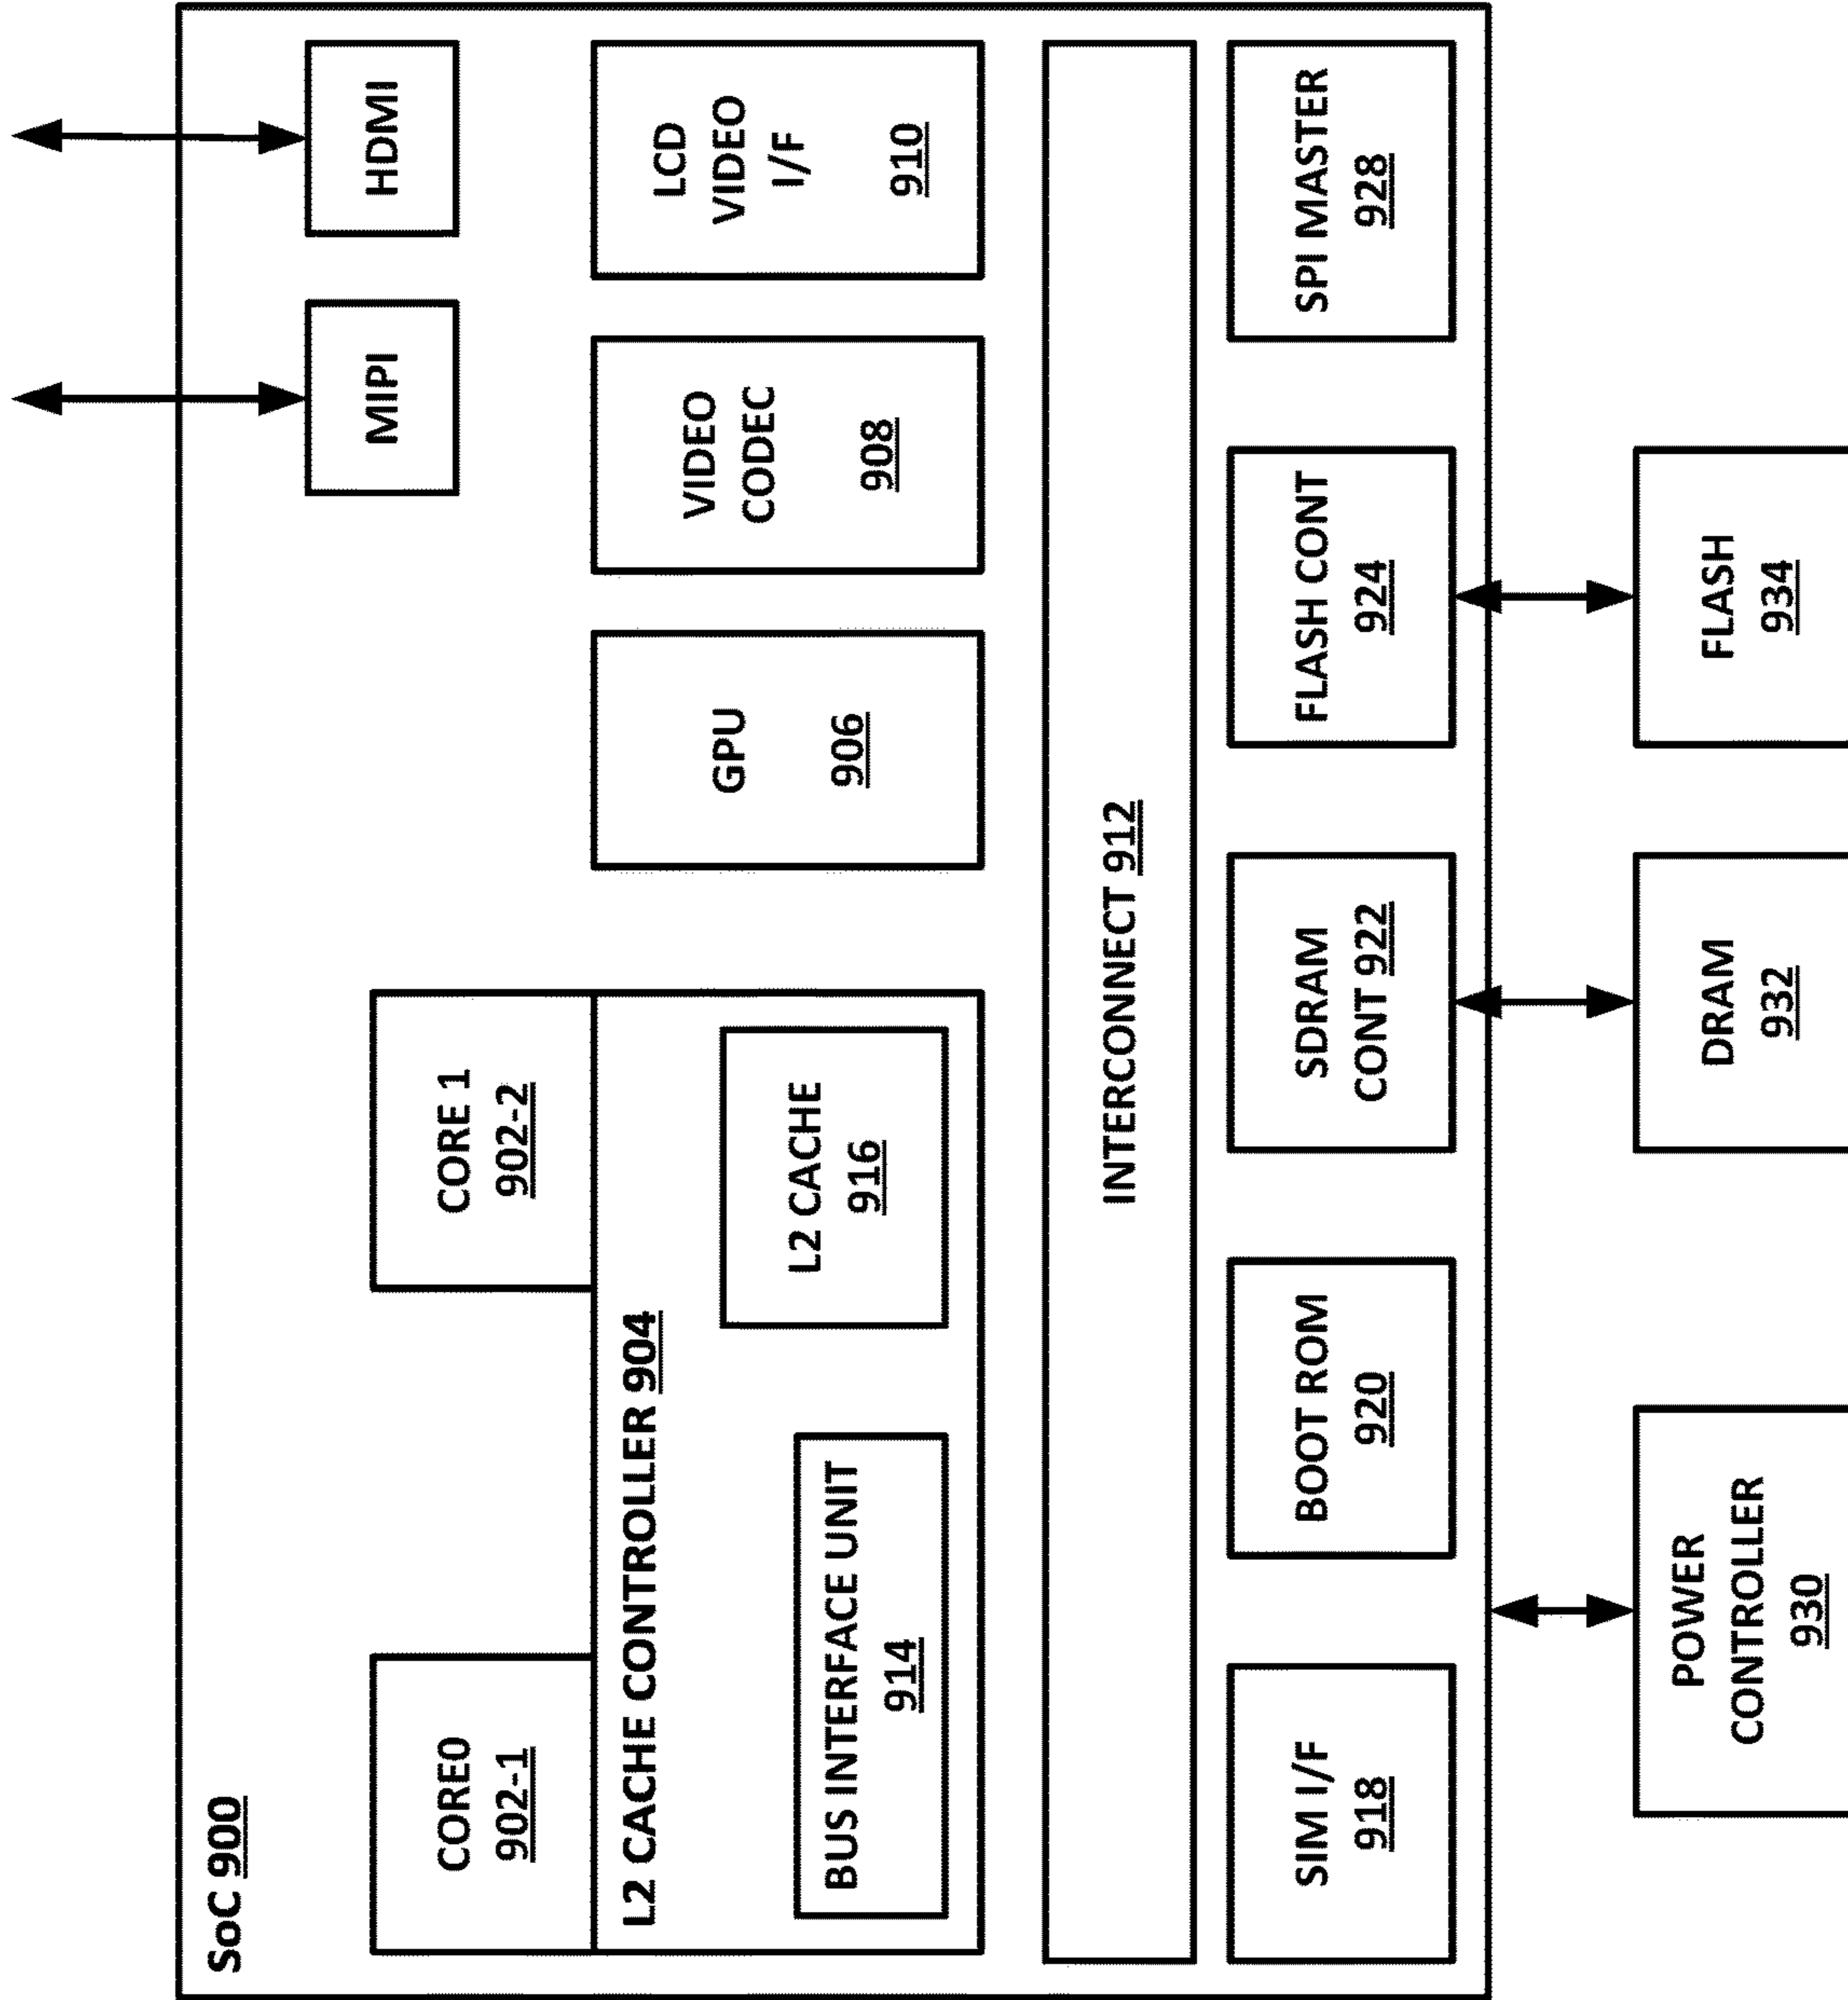 SoC 900
MIPI
HDMI
CORE0
902-1
CORE 1
902-2
L2 CACHE CONTROLLER 904
BUS INTERFACE UNIT
914
L2 CACHE
916
GPU
906
VIDEO
CODEC
908
LCD
VIDEO
I/F
910
INTERCONNECT 912
SIM I/F
918
BOOT ROM
920
SDRAM
CONT 922
FLASH CONT
924
SPI MASTER
928
POWER
CONTROLLER
930
DRAM
932
FLASH
934